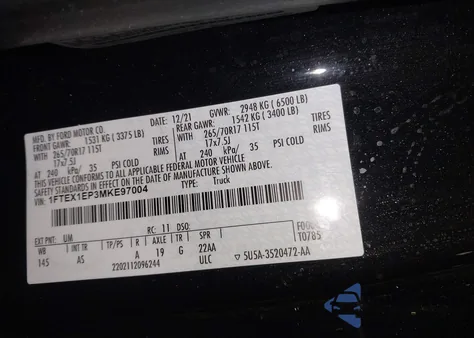 MFD. BY FORD MOTOR CO.
DATE: 12/21 GVWR: 2948 KG (6500 LB)
FRONT GAWR: 1531 KG (3375 LB) REAR GAWR: 1542 KG (3400 LB)
WITH 265/70R17 115T TIRES WITH 265/70R17 115T TIRES
17x7.5J RIMS 17x7.5J RIMS
AT 240 kPa/ 35 PSI COLD AT 240 kPa/ 35 PSI COLD
THIS VEHICLE CONFORMS TO ALL APPLICABLE FEDERAL MOTOR VEHICLE
SAFETY STANDARDS IN EFFECT ON THE DATE OF MANUFACTURE SHOWN ABOVE.
VIN: 1FTEX1EP3MKE97004
TYPE: Truck
EXT PNT: UM RC: 11 DSO:
WB INT TR TP/PS R AXLE TR SPR
145 AS A 19 G 22AA
2202112096244 ULC
5U5A-3520472-AA